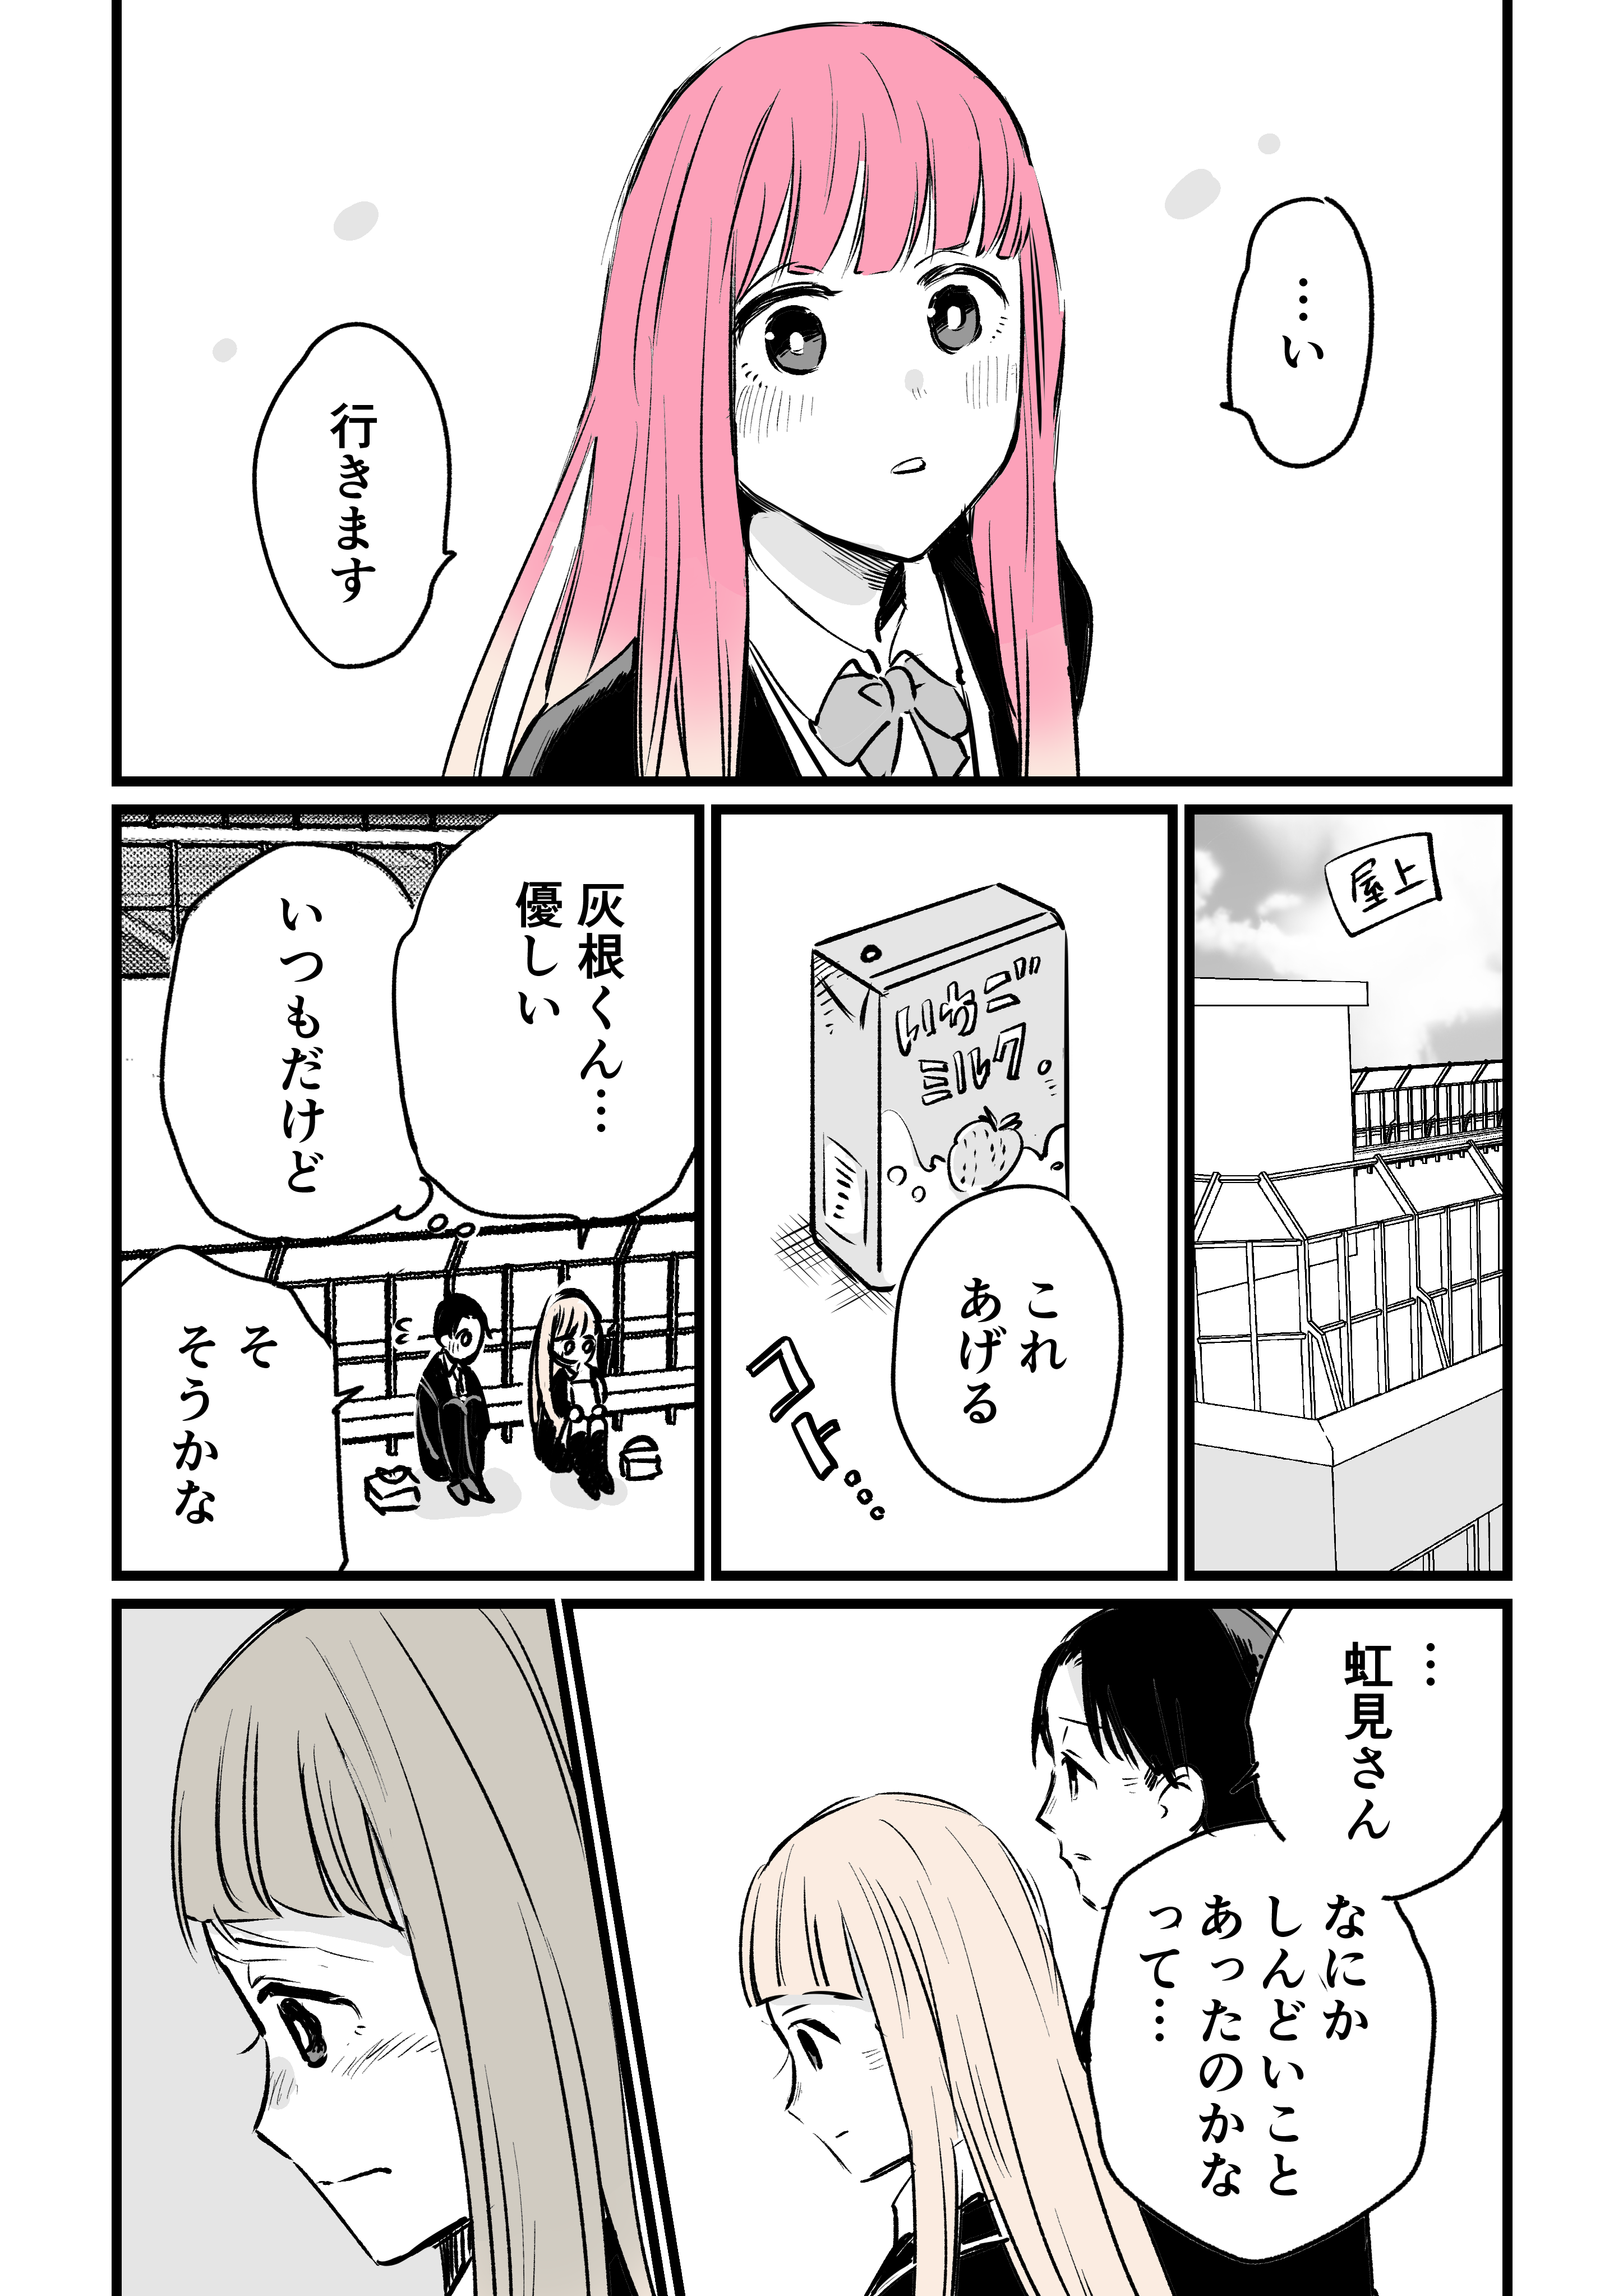 …い
行きます
屋上
いちご
ミルク
これ
あげる
コト…
灰根くん…
優しい
いつもだけど
そ
そうかな
…
虹見さん
なにか
しんどいこと
あったのかな
って…